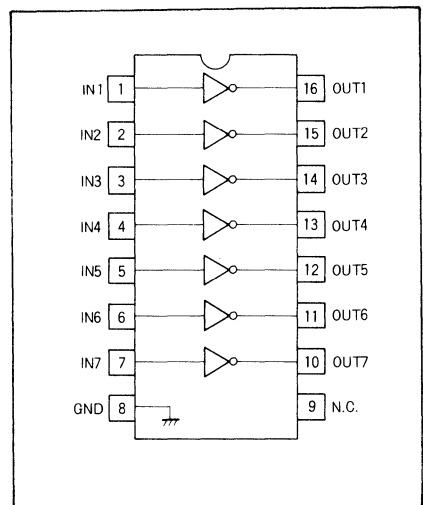 IN1 1 16 OUT1
IN2 2 15 OUT2
IN3 3 14 OUT3
IN4 4 13 OUT4
IN5 5 12 OUT5
IN6 6 11 OUT6
IN7 7 10 OUT7
GND 8 9 N.C.